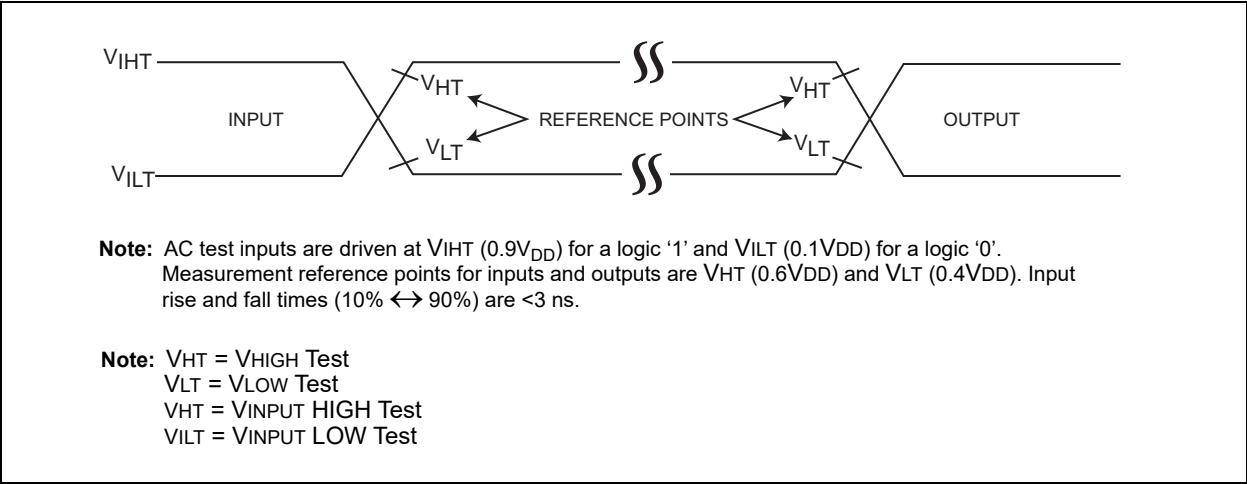 VIHT
VHT
VHT
INPUT
REFERENCE POINTS
OUTPUT
VLT
VLT
VILT
Note: AC test inputs are driven at VIHT (0.9VDD) for a logic ‘1’ and VILT (0.1VDD) for a logic ‘0’.
Measurement reference points for inputs and outputs are VHT (0.6VDD) and VLT (0.4VDD). Input
rise and fall times (10% ↔ 90%) are <3 ns.
Note: VHT = VHIGH Test
VLT = VLOW Test
VHT = VINPUT HIGH Test
VILT = VINPUT LOW Test